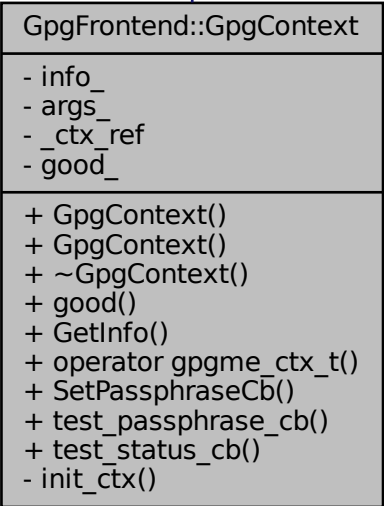 GpgFrontend::GpgContext
- info_
- args_
- _ctx_ref
- good_
+ GpgContext()
+ GpgContext()
+ ~GpgContext()
+ good()
+ GetInfo()
+ operator gpgme_ctx_t()
+ SetPassphraseCb()
+ test_passphrase_cb()
+ test_status_cb()
- init_ctx()